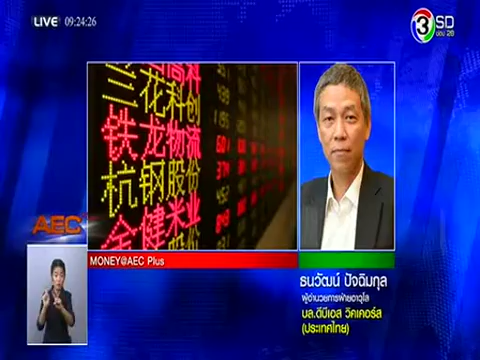 LIVE 09:24:26
3 SD
ช่อง 28
三花科创
铁龙物流
杭钢股份
金健米业
AEC
MONEY@AEC Plus
ธนวัฒน์ ปัจฉิมกุล
ผู้อำนวยการฝ่ายอาวุโส
บล.ดีบีเอส วิคเคอร์ส
(ประเทศไทย)